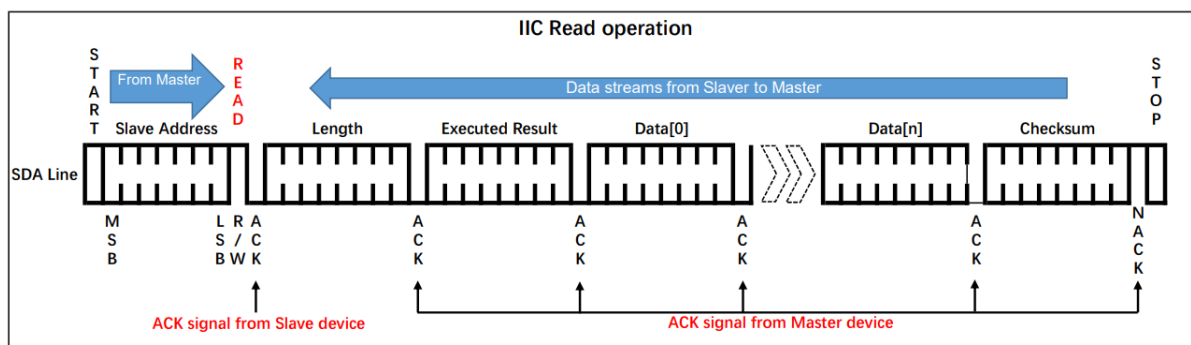 IIC Read operation
START
From Master
READ
Data streams from Slaver to Master
STOP
Slave Address
Length
Executed Result
Data[0]
Data[n]
Checksum
SDA Line
MSB
LSB
R/W
ACK
ACK
ACK
ACK
ACK
NACK
ACK signal from Slave device
ACK signal from Master device